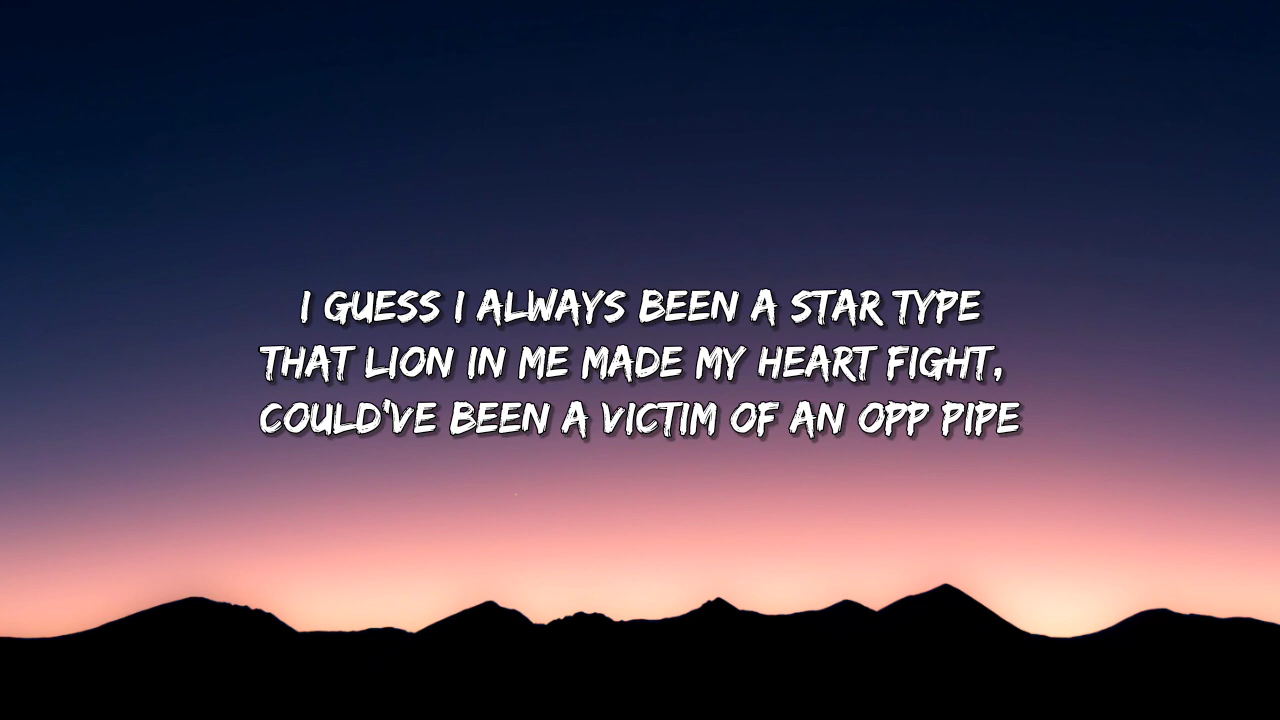 I GUESS I ALWAYS BEEN A STAR TYPE
THAT LION IN ME MADE MY HEART FIGHT,
COULD'VE BEEN A VICTIM OF AN OPP PIPE